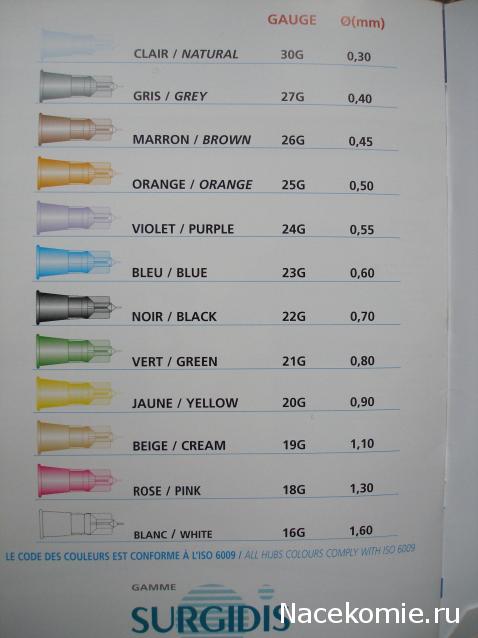 GAUGE Ø(mm)
CLAIR / NATURAL 30G 0,30
GRIS / GREY 27G 0,40
MARRON / BROWN 26G 0,45
ORANGE / ORANGE 25G 0,50
VIOLET / PURPLE 24G 0,55
BLEU / BLUE 23G 0,60
NOIR / BLACK 22G 0,70
VERT / GREEN 21G 0,80
JAUNE / YELLOW 20G 0,90
BEIGE / CREAM 19G 1,10
ROSE / PINK 18G 1,30
BLANC / WHITE 16G 1,60
LE CODE DES COULEURS EST CONFORME À L'ISO 6009 / ALL HUBS COLOURS COMPLY WITH ISO 6009
GAMME
SURGIDIS
Nacekomie.ru